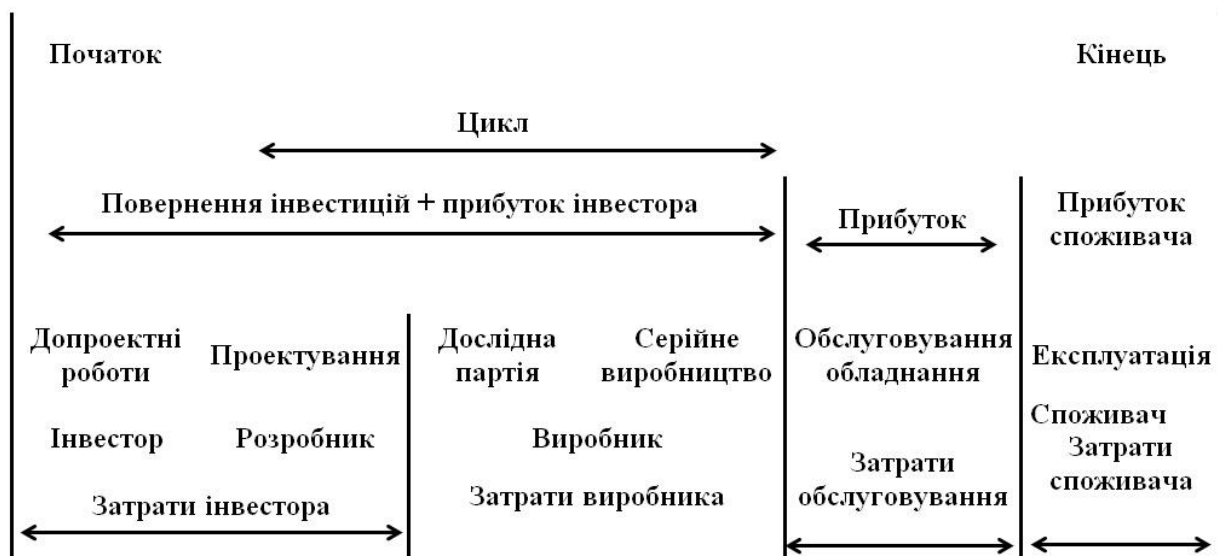 Початок
Кінець
Цикл
Повернення інвестицій + прибуток інвестора
Прибуток
Прибуток
споживача
Допроектні
роботи
Проектування
Дослідна
партія
Серійне
виробництво
Обслуговування
обладнання
Експлуатація
Інвестор
Розробник
Виробник
Споживач
Затрати інвестора
Затрати виробника
Затрати
обслуговування
Затрати
споживача